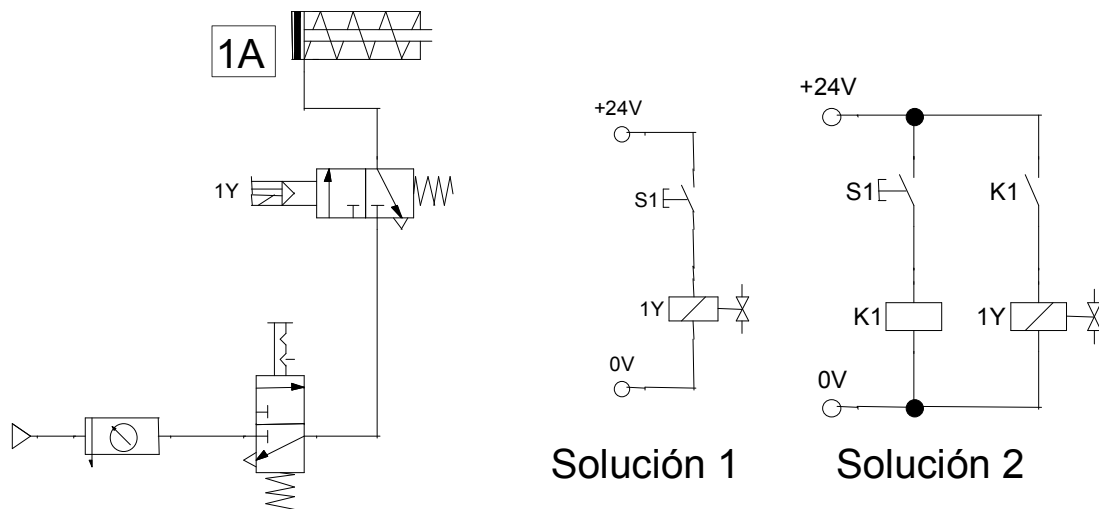 1A
1Y
+24V
S1
1Y
0V
Solución 1
+24V
S1
K1
K1
1Y
0V
Solución 2